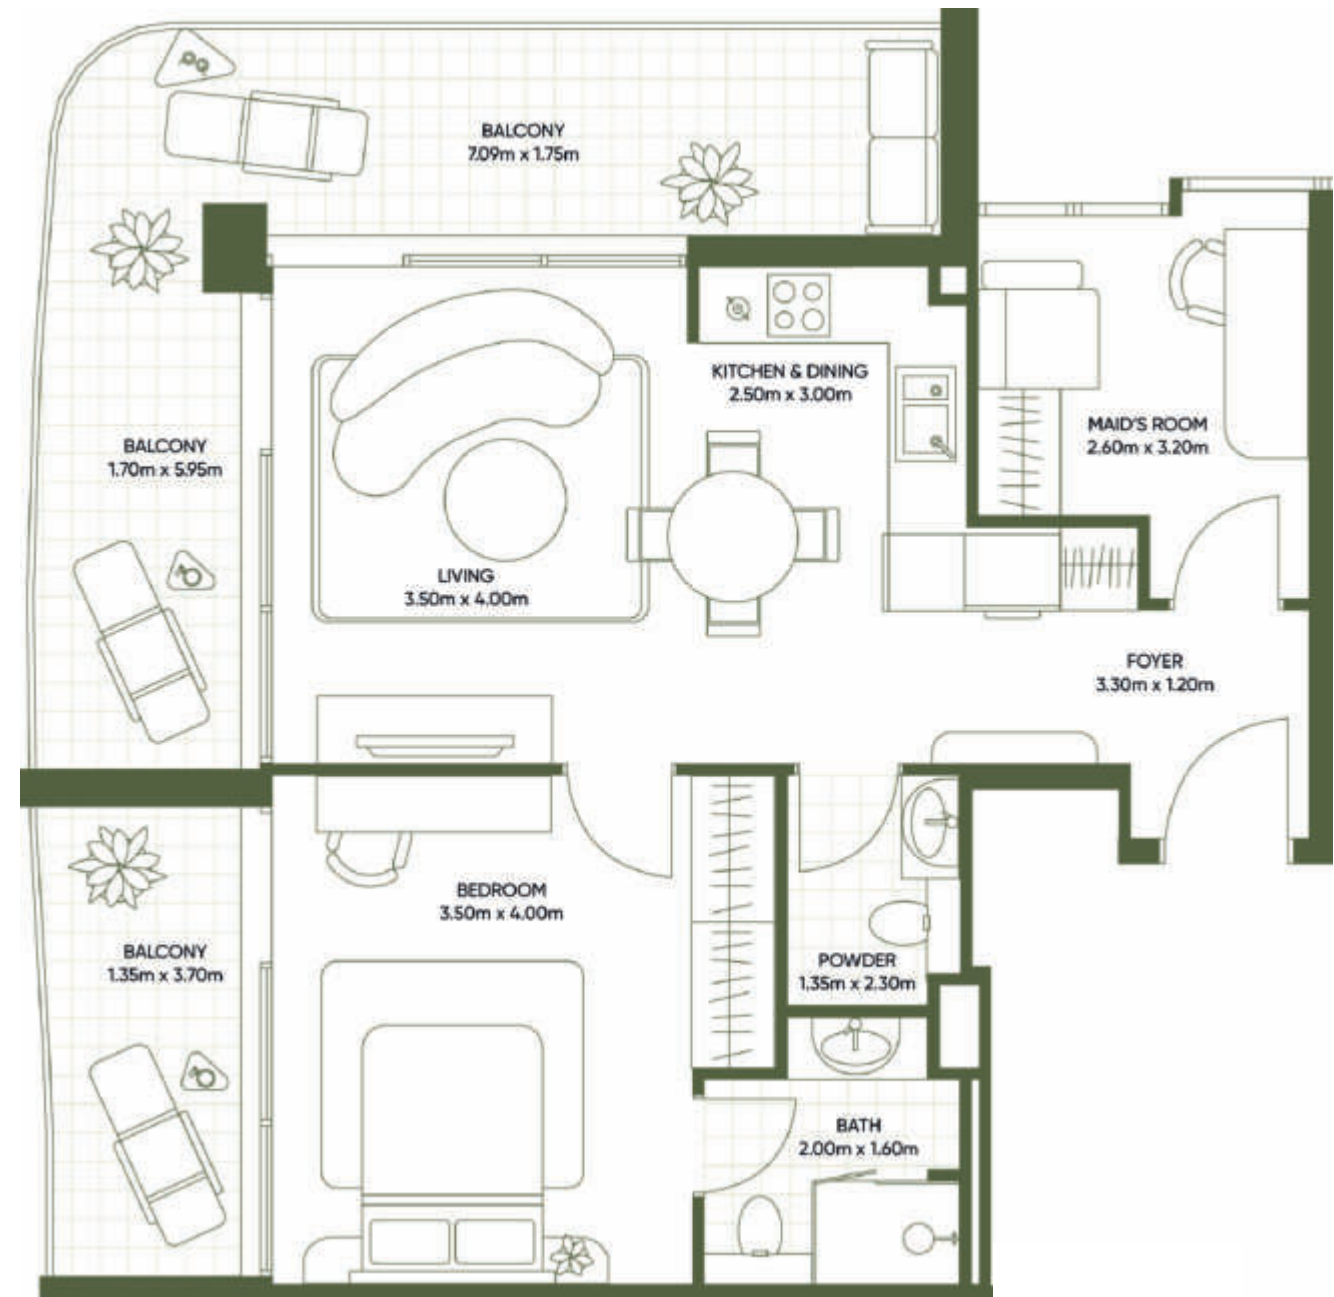 BALCONY
7.09m x 1.75m
KITCHEN & DINING
2.50m x 3.00m
MAID'S ROOM
2.60m x 3.20m
BALCONY
1.70m x 5.95m
LIVING
3.50m x 4.00m
FOYER
3.30m x 1.20m
BEDROOM
3.50m x 4.00m
BALCONY
1.35m x 3.70m
POWDER
1.35m x 2.30m
BATH
2.00m x 1.60m